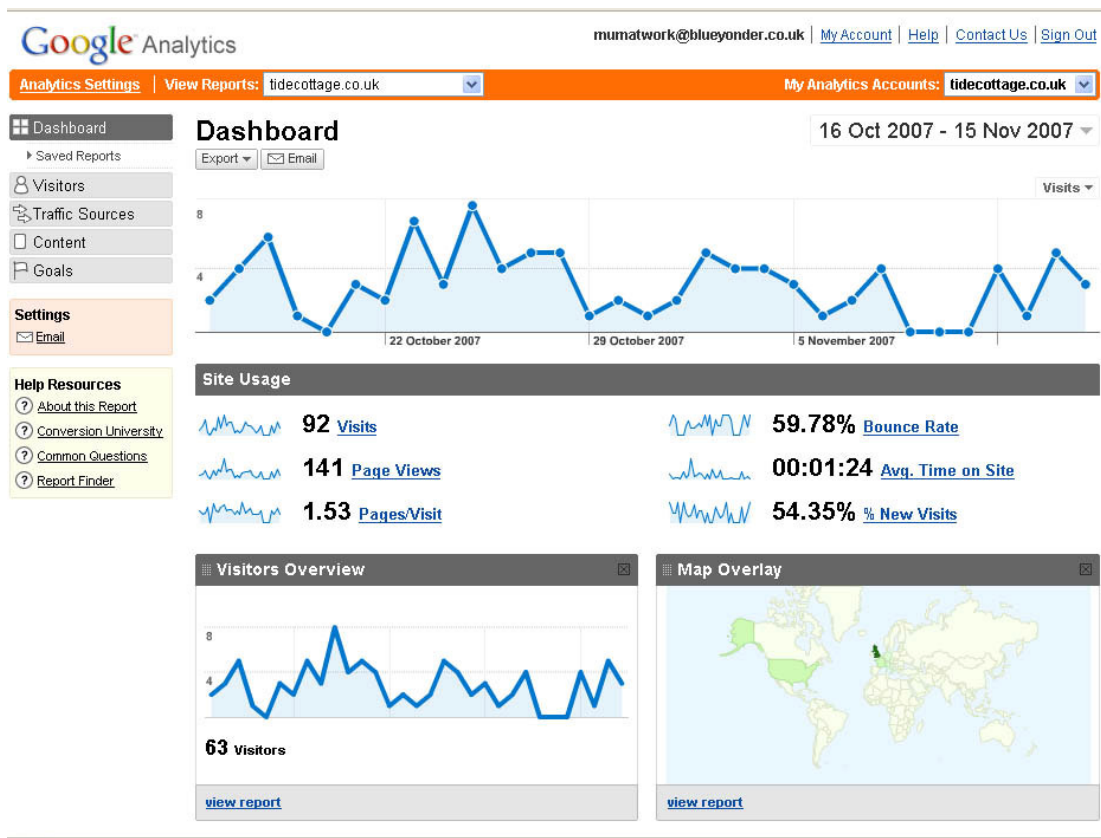 Google Analytics
mumatwork@blueyonder.co.uk | My Account | Help | Contact Us | Sign Out
Analytics Settings | View Reports: tidecottage.co.uk
My Analytics Accounts: tidecottage.co.uk
Dashboard
Saved Reports
Visitors
Traffic Sources
Content
Goals
Settings
Email
Help Resources
? About this Report
? Conversion University
? Common Questions
? Report Finder
Dashboard
16 Oct 2007 - 15 Nov 2007
Export
Email
Visits
8
4
22 October 2007
29 October 2007
5 November 2007
Site Usage
92 Visits
59.78% Bounce Rate
141 Page Views
00:01:24 Avg. Time on Site
1.53 Pages/Visit
54.35% % New Visits
Visitors Overview
8
4
63 Visitors
view report
Map Overlay
view report